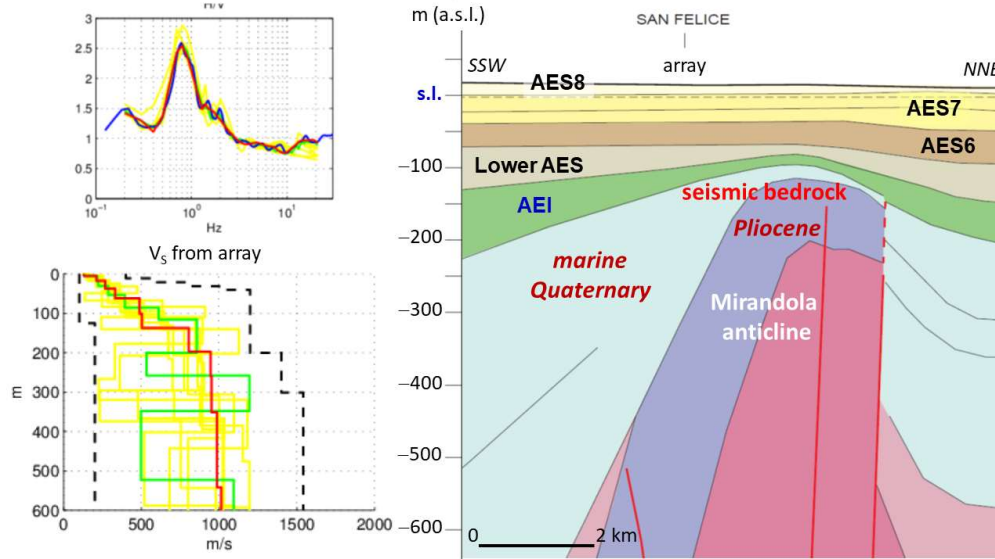 H/V
3
2.5
2
1.5
1
0.5
0
10⁻¹
10⁰
10¹
Hz
Vs from array
0
100
200
300
400
500
600
m
0
500
1000
1500
2000
m/s
m (a.s.l.)
SAN FELICE
SSW
array
NNE
AES8
s.l.
AES7
AES6
−100
Lower AES
AEI
seismic bedrock
−200
Pliocene
marine
Quaternary
−300
Mirandola
anticline
−400
−500
−600
0
2 km